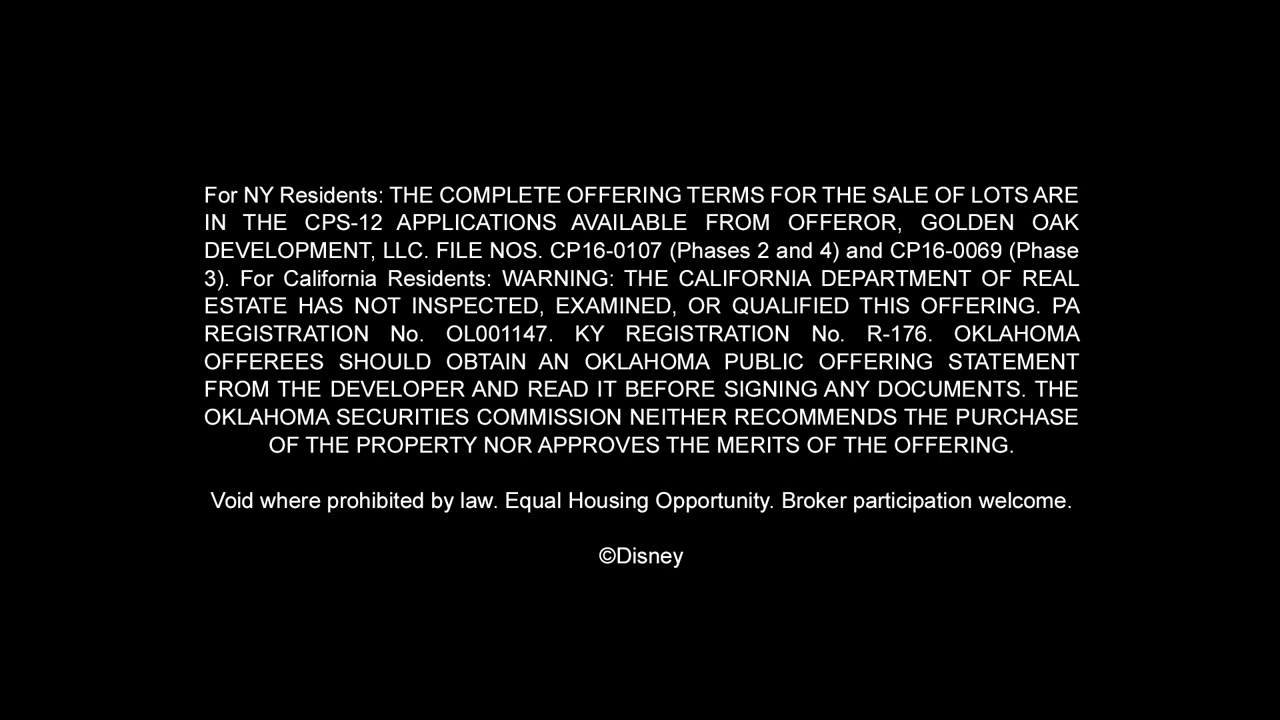 For NY Residents: THE COMPLETE OFFERING TERMS FOR THE SALE OF LOTS ARE
IN THE CPS-12 APPLICATIONS AVAILABLE FROM OFFEROR, GOLDEN OAK
DEVELOPMENT, LLC. FILE NOS. CP16-0107 (Phases 2 and 4) and CP16-0069 (Phase
3). For California Residents: WARNING: THE CALIFORNIA DEPARTMENT OF REAL
ESTATE HAS NOT INSPECTED, EXAMINED, OR QUALIFIED THIS OFFERING. PA
REGISTRATION No. OL001147. KY REGISTRATION No. R-176. OKLAHOMA
OFFEREES SHOULD OBTAIN AN OKLAHOMA PUBLIC OFFERING STATEMENT
FROM THE DEVELOPER AND READ IT BEFORE SIGNING ANY DOCUMENTS. THE
OKLAHOMA SECURITIES COMMISSION NEITHER RECOMMENDS THE PURCHASE
OF THE PROPERTY NOR APPROVES THE MERITS OF THE OFFERING.
Void where prohibited by law. Equal Housing Opportunity. Broker participation welcome.
©Disney